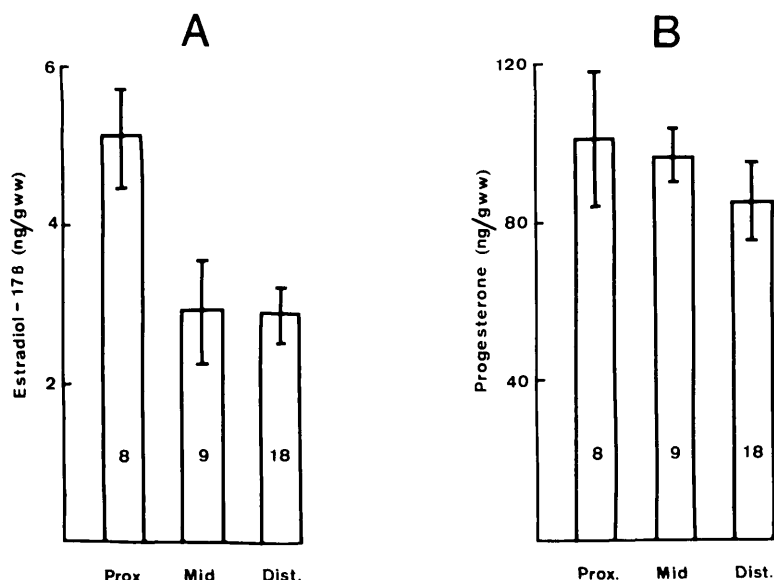 A
6
4
2
Estradiol - 17ß (ng/gww)
8
9
18
Prox
Mid
Dist.
B
120
80
40
Progesterone (ng/gww)
8
9
18
Prox.
Mid
Dist.